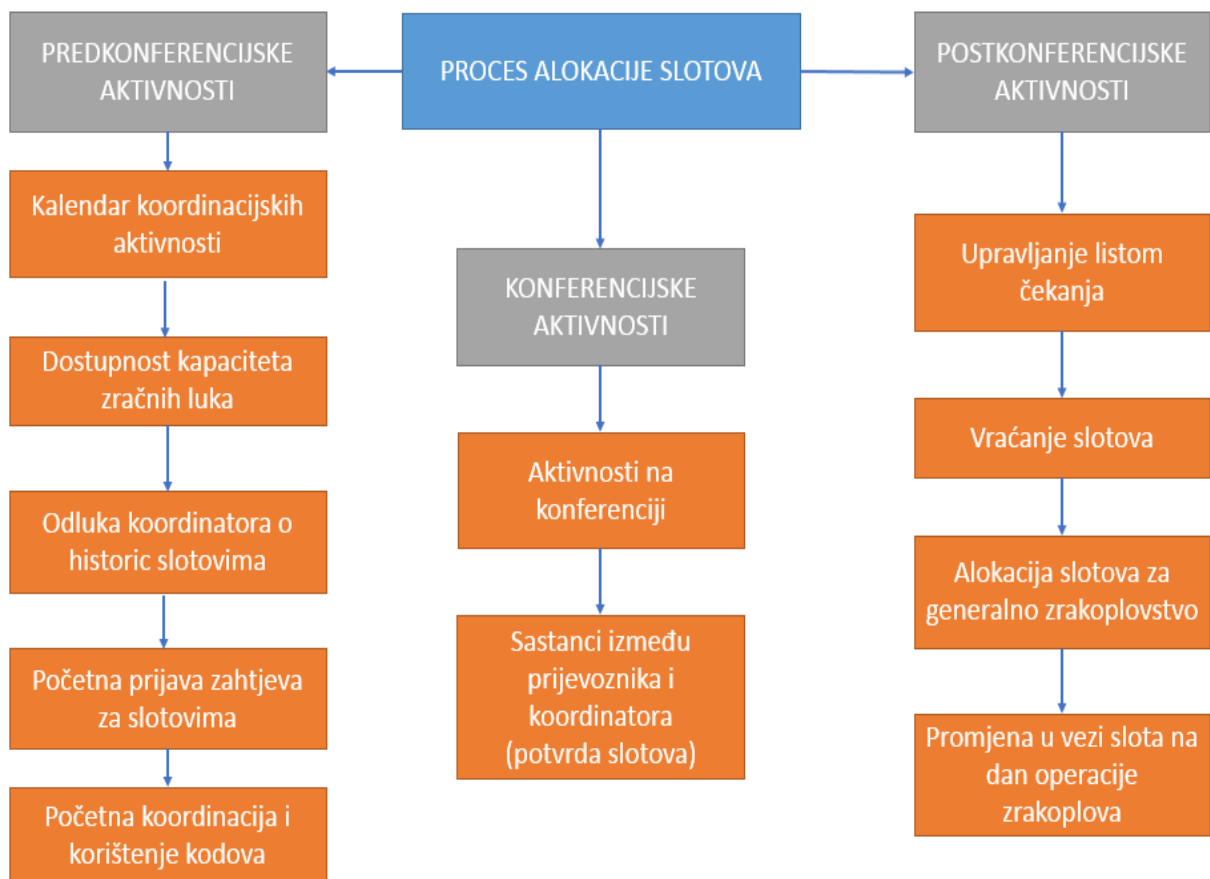 PREDKONFERENCIJSKE
AKTIVNOSTI
PROCES ALOKACIJE SLOTOVA
POSTKONFERENCIJSKE
AKTIVNOSTI
Kalendar koordinacijskih
aktivnosti
Dostupnost kapaciteta
zračnih luka
Odluka koordinatora o
historic slotovima
Početna prijava zahtjeva
za slotovima
Početna koordinacija i
korištenje kodova
KONFERENCIJSKE
AKTIVNOSTI
Aktivnosti na
konferenciji
Sastanci između
prijevoznika i
koordinatora
(potvrda slotova)
Upravljanje listom
čekanja
Vraćanje slotova
Alokacija slotova za
generalno zrakoplovstvo
Promjena u vezi slota na
dan operacije
zrakoplova